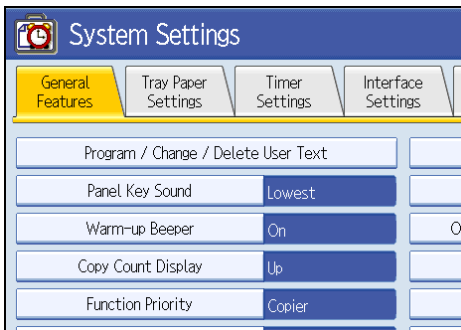 System Settings
General Features
Tray Paper Settings
Timer Settings
Interface Settings
Program / Change / Delete User Text
Panel Key Sound Lowest
Warm-up Beeper On
O
Copy Count Display Up
Function Priority Copier